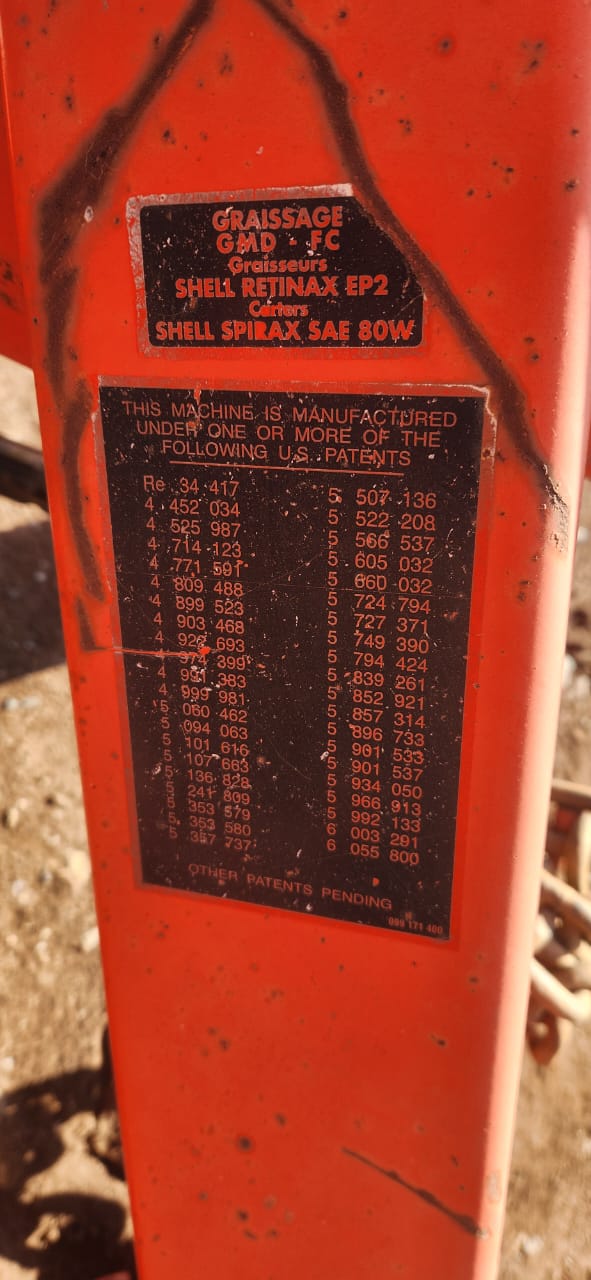 GRAISSAGE
GMD - FC
Graisseurs
SHELL RETINAX EP2
Carters
SHELL SPIRAX SAE 80W
THIS MACHINE IS MANUFACTURED
UNDER ONE OR MORE OF THE
FOLLOWING U.S. PATENTS
Re 34 417
4 452 034
4 525 987
4 714 123
4 771 591
4 809 488
4 899 523
4 903 468
4 922 693
4 974 399
4 991 383
4 999 981
5 060 462
5 094 063
5 101 616
5 107 663
5 136 828
5 241 809
5 353 579
5 353 580
5 357 737
5 507 136
5 522 208
5 566 537
5 605 032
5 660 032
5 724 794
5 727 371
5 749 390
5 794 424
5 839 261
5 852 921
5 857 314
5 896 733
5 901 533
5 901 537
5 934 050
5 966 913
5 992 133
6 003 291
6 055 800
OTHER PATENTS PENDING
099 171 400